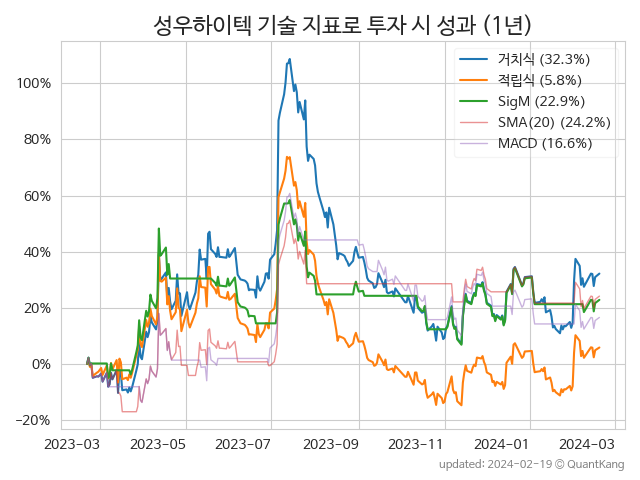 성우하이텍 기술 지표로 투자 시 성과 (1년)
거치식 (32.3%)
적립식 (5.8%)
SigM (22.9%)
SMA(20) (24.2%)
MACD (16.6%)
100%
80%
60%
40%
20%
0%
−20%
2023-03
2023-05
2023-07
2023-09
2023-11
2024-01
2024-03
updated: 2024-02-19 © QuantKang